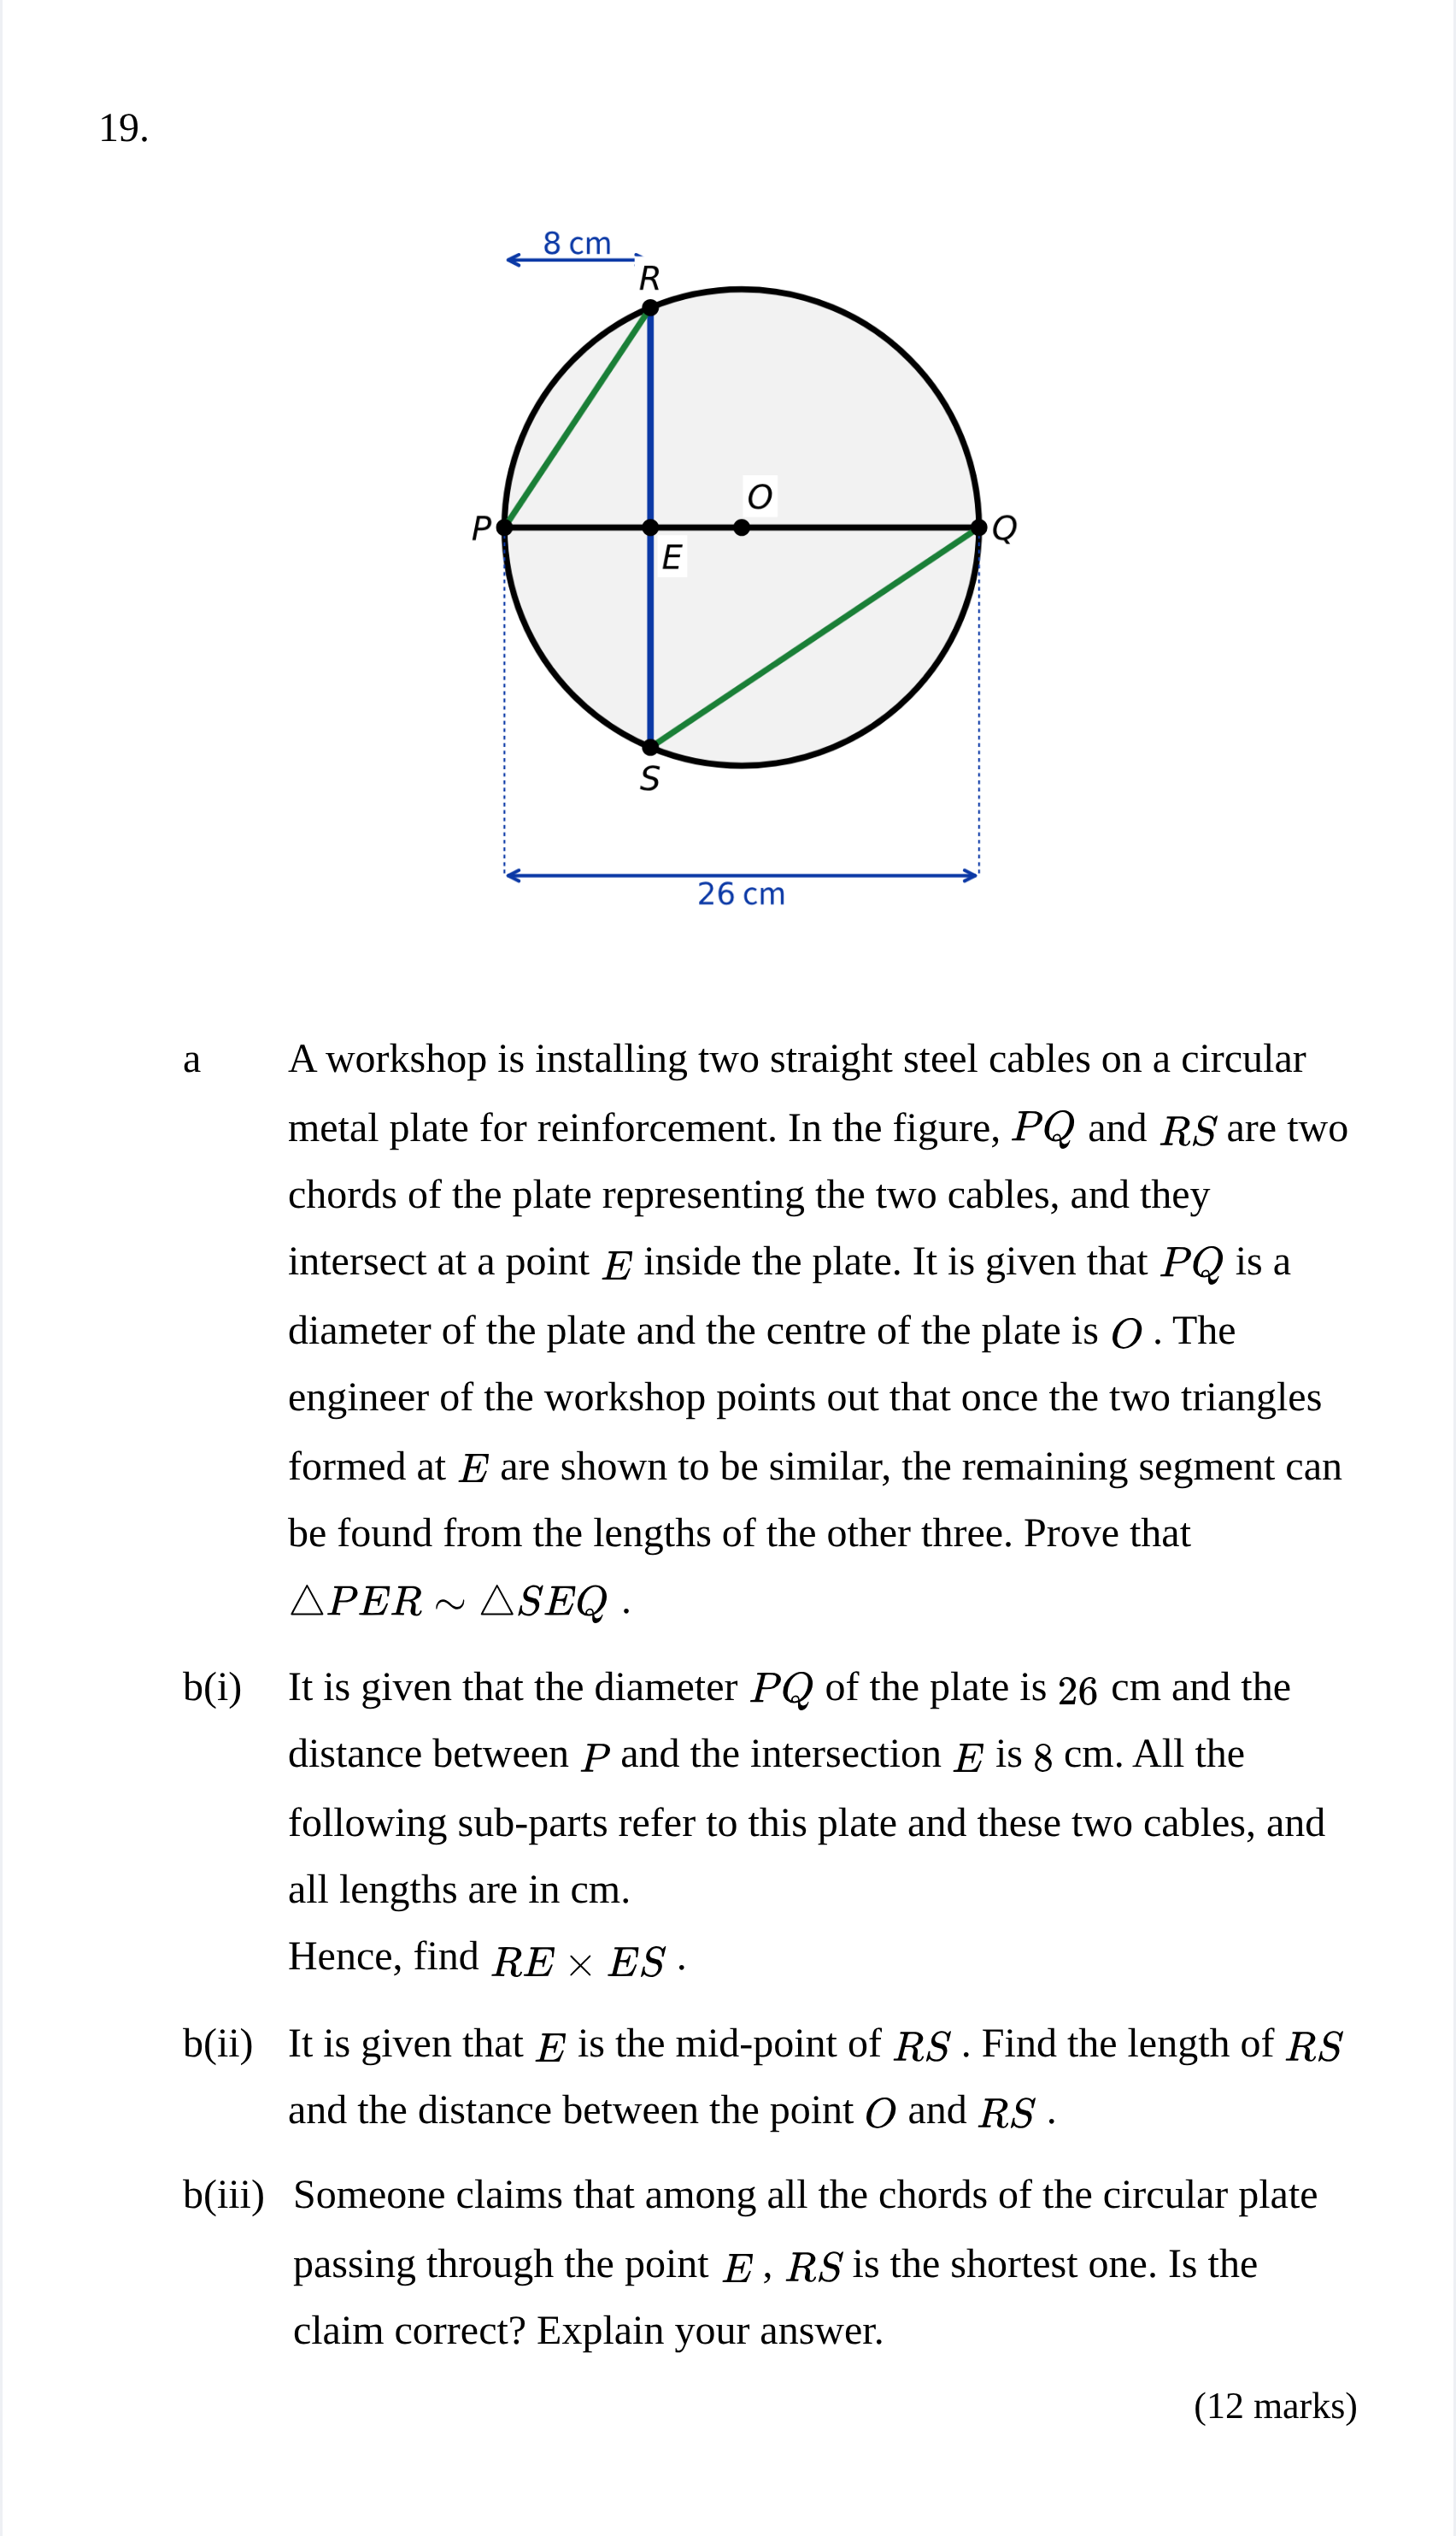 19.
8 cm
R
O
P
Q
E
S
26 cm
a A workshop is installing two straight steel cables on a circular
metal plate for reinforcement. In the figure, PQ and RS are two
chords of the plate representing the two cables, and they
intersect at a point E inside the plate. It is given that PQ is a
diameter of the plate and the centre of the plate is O . The
engineer of the workshop points out that once the two triangles
formed at E are shown to be similar, the remaining segment can
be found from the lengths of the other three. Prove that
△PER ∼ △SEQ .
b(i) It is given that the diameter PQ of the plate is 26 cm and the
distance between P and the intersection E is 8 cm. All the
following sub-parts refer to this plate and these two cables, and
all lengths are in cm.
Hence, find RE × ES .
b(ii) It is given that E is the mid-point of RS . Find the length of RS
and the distance between the point O and RS .
b(iii) Someone claims that among all the chords of the circular plate
passing through the point E , RS is the shortest one. Is the
claim correct? Explain your answer.
(12 marks)